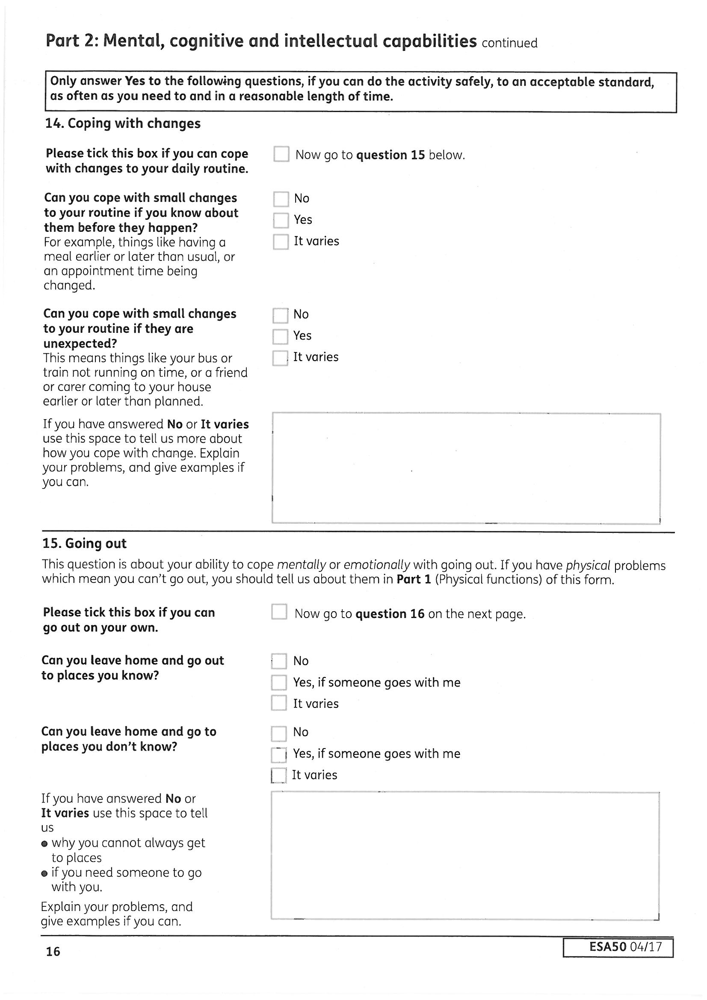 Part 2: Mental, cognitive and intellectual capabilities continued
Only answer Yes to the following questions, if you can do the activity safely, to an acceptable standard,
as often as you need to and in a reasonable length of time.
14. Coping with changes
Please tick this box if you can cope
with changes to your daily routine.
Now go to question 15 below.
Can you cope with small changes
to your routine if you know about
them before they happen?
For example, things like having a
meal earlier or later than usual, or
an appointment time being
changed.
No
Yes
It varies
Can you cope with small changes
to your routine if they are
unexpected?
This means things like your bus or
train not running on time, or a friend
or carer coming to your house
earlier or later than planned.
No
Yes
It varies
If you have answered No or It varies
use this space to tell us more about
how you cope with change. Explain
your problems, and give examples if
you can.
15. Going out
This question is about your ability to cope mentally or emotionally with going out. If you have physical problems
which mean you can't go out, you should tell us about them in Part 1 (Physical functions) of this form.
Please tick this box if you can
go out on your own.
Now go to question 16 on the next page.
Can you leave home and go out
to places you know?
No
Yes, if someone goes with me
It varies
Can you leave home and go to
places you don't know?
No
Yes, if someone goes with me
It varies
If you have answered No or
It varies use this space to tell
us
• why you cannot always get
to places
• if you need someone to go
with you.
Explain your problems, and
give examples if you can.
16
ESA50 04/17